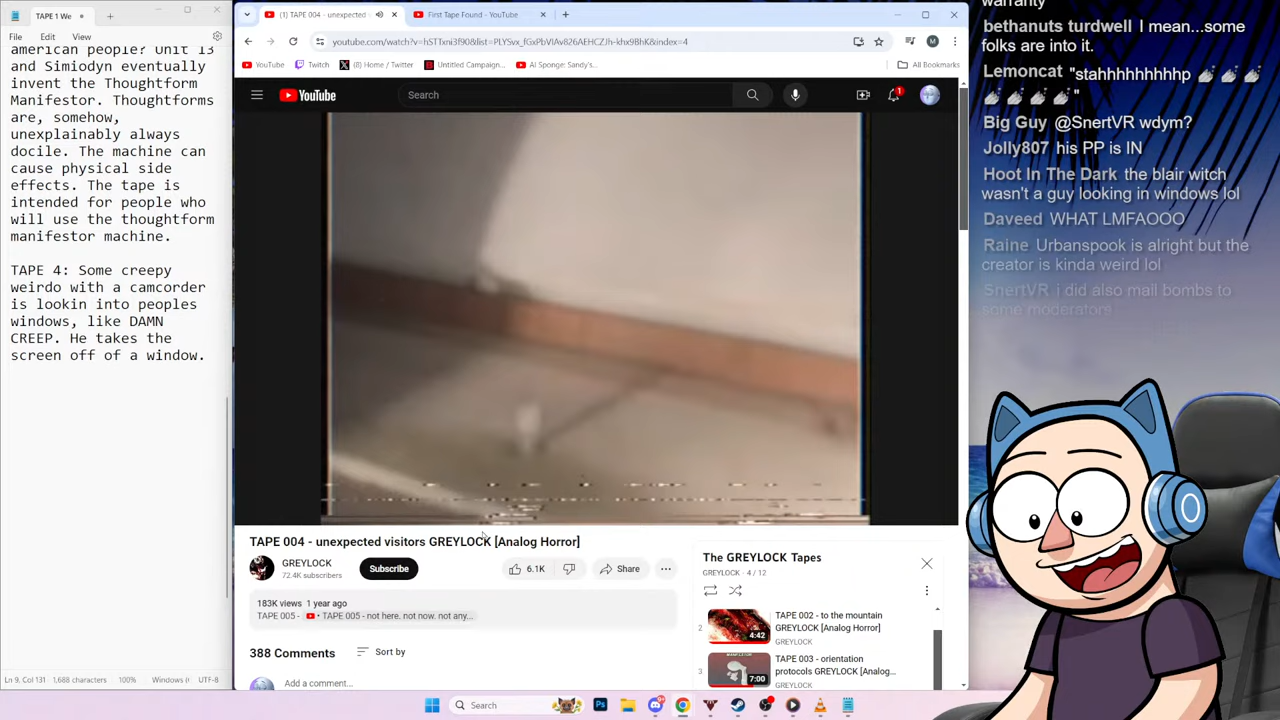 TAPE 1 We
File
Edit
View
american people? Unit 13
and Simiodyn eventually
invent the Thoughtform
Manifestor. Thoughtforms
are, somehow,
unexplainably always
docile. The machine can
cause physical side
effects. The tape is
intended for people who
will use the thoughtform
manifestor machine.
TAPE 4: Some creepy
weirdo with a camcorder
is lookin into peoples
windows, like DAMN
CREEP. He takes the
screen off of a window.
Ln 9, Col 131
1,688 characters
100%
Windows (
UTF-8
(1) TAPE 004 - unexpected
First Tape Found - YouTube
youtube.com/watch?v=hSTTxni3f90&list=PLYSvx_fGxPbVIAv826AEHCZJh-khx9BhK&index=4
YouTube
Twitch
(8) Home / Twitter
Untitled Campaign...
AI Sponge: Sandy's...
All Bookmarks
YouTube
Search
1
TAPE 004 - unexpected visitors GREYLOCK [Analog Horror]
GREYLOCK
72.4K subscribers
Subscribe
6.1K
Share
183K views 1 year ago
TAPE 005 - • TAPE 005 - not here. not now. not any...
388 Comments
Sort by
Add a comment...
The GREYLOCK Tapes
GREYLOCK · 4 / 12
2
4:42
TAPE 002 - to the mountain
GREYLOCK [Analog Horror]
GREYLOCK
3
7:00
TAPE 003 - orientation
protocols GREYLOCK [Analog...
GREYLOCK
Search
warranty
bethanuts turdwell I mean...some
folks are into it.
Lemoncat "stahhhhhhhhp
"
Big Guy @SnertVR wdym?
Jolly807 his PP is IN
Hoot In The Dark the blair witch
wasn't a guy looking in windows lol
Daveed WHAT LMFAOOO
Raine Urbanspook is alright but the
creator is kinda weird lol
SnertVR i did also mail bombs to
some moderators